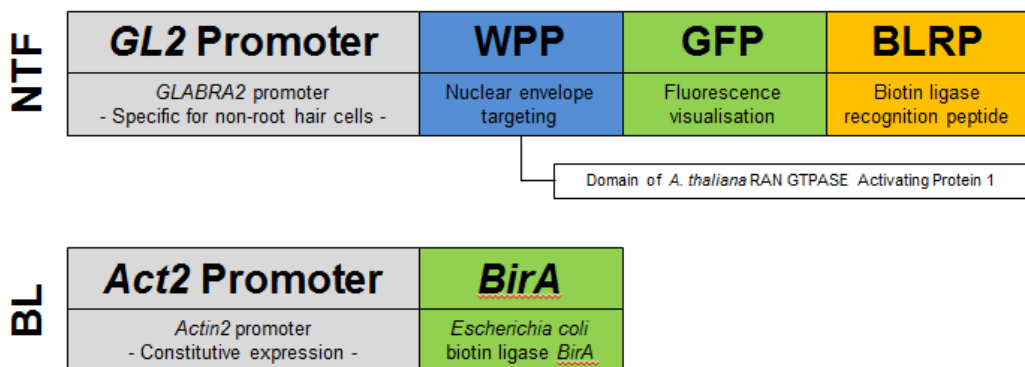 NTF
GL2 Promoter
GLABRA2 promoter
- Specific for non-root hair cells -
WPP
Nuclear envelope
targeting
GFP
Fluorescence
visualisation
BLRP
Biotin ligase
recognition peptide
Domain of A. thaliana RAN GTPASE Activating Protein 1
BL
Act2 Promoter
Actin2 promoter
- Constitutive expression -
BirA
Escherichia coli
biotin ligase BirA